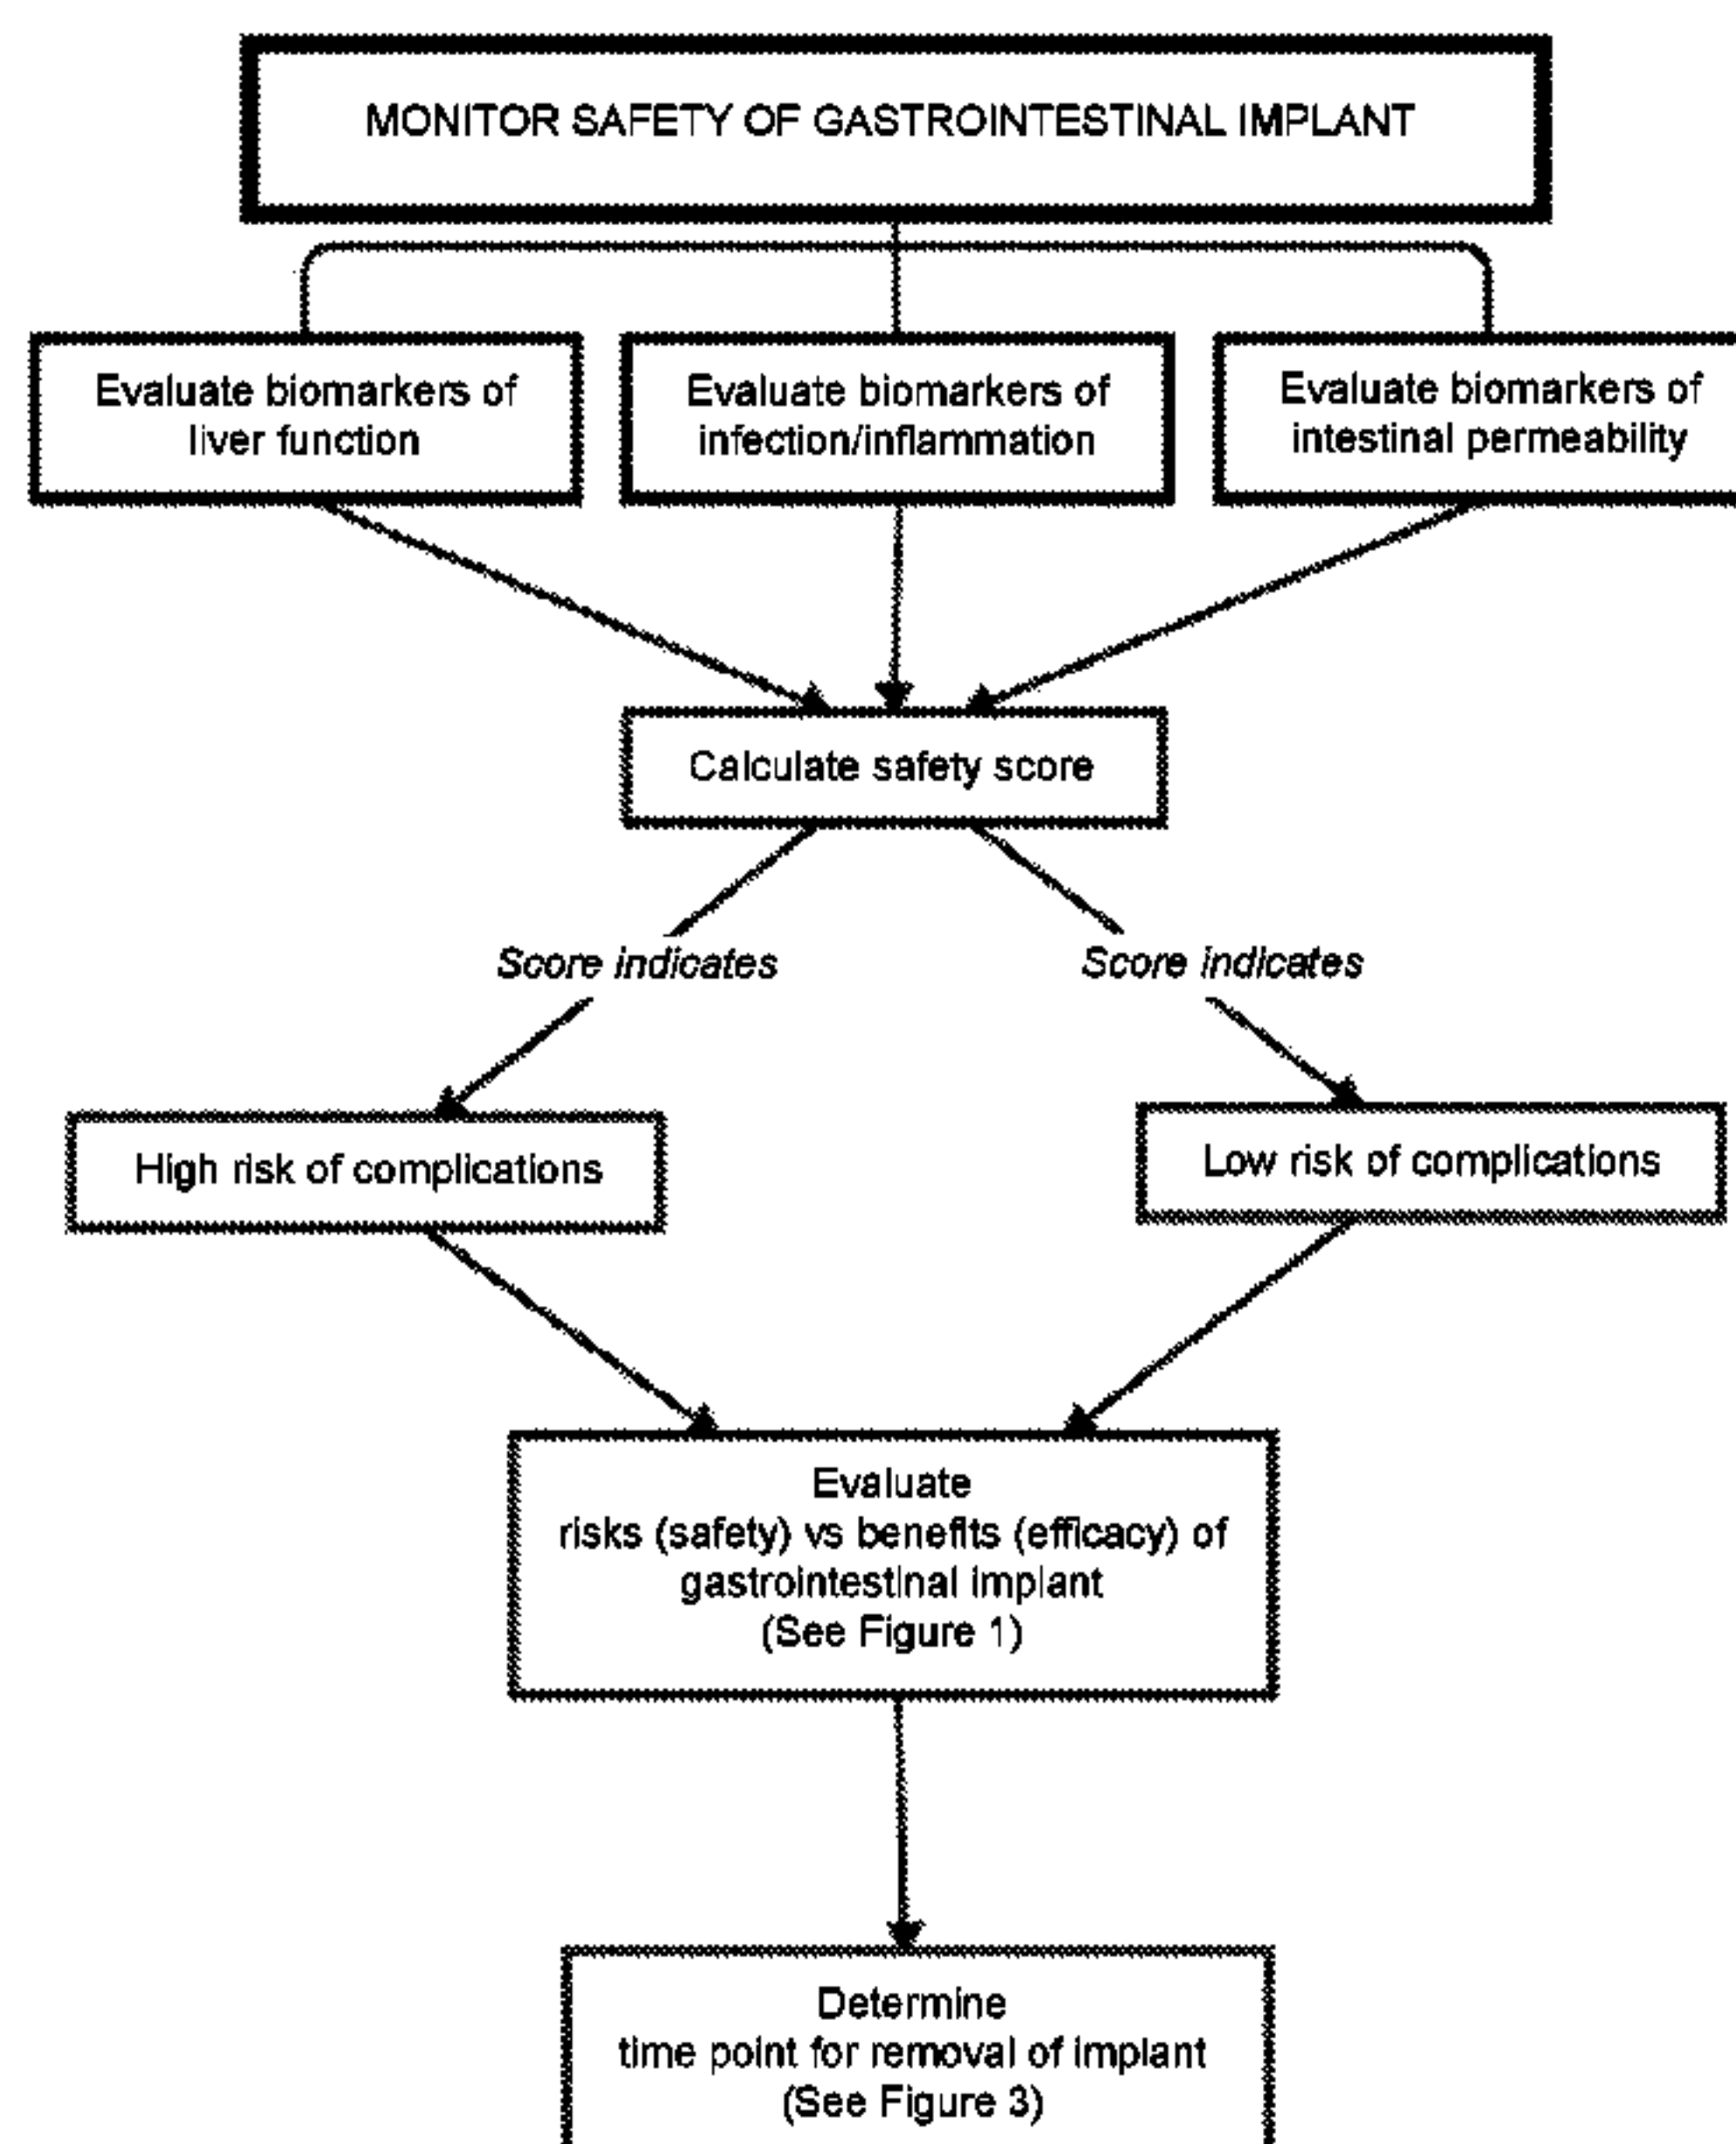 MONITOR SAFETY OF GASTROINTESTINAL IMPLANT
Evaluate biomarkers of
liver function
Evaluate biomarkers of
infection/inflammation
Evaluate biomarkers of
intestinal permeability
Calculate safety score
Score indicates
Score indicates
High risk of complications
Low risk of complications
Evaluate
risks (safety) vs benefits (efficacy) of
gastrointestinal implant
(See Figure 1)
Determine
time point for removal of implant
(See Figure 3)